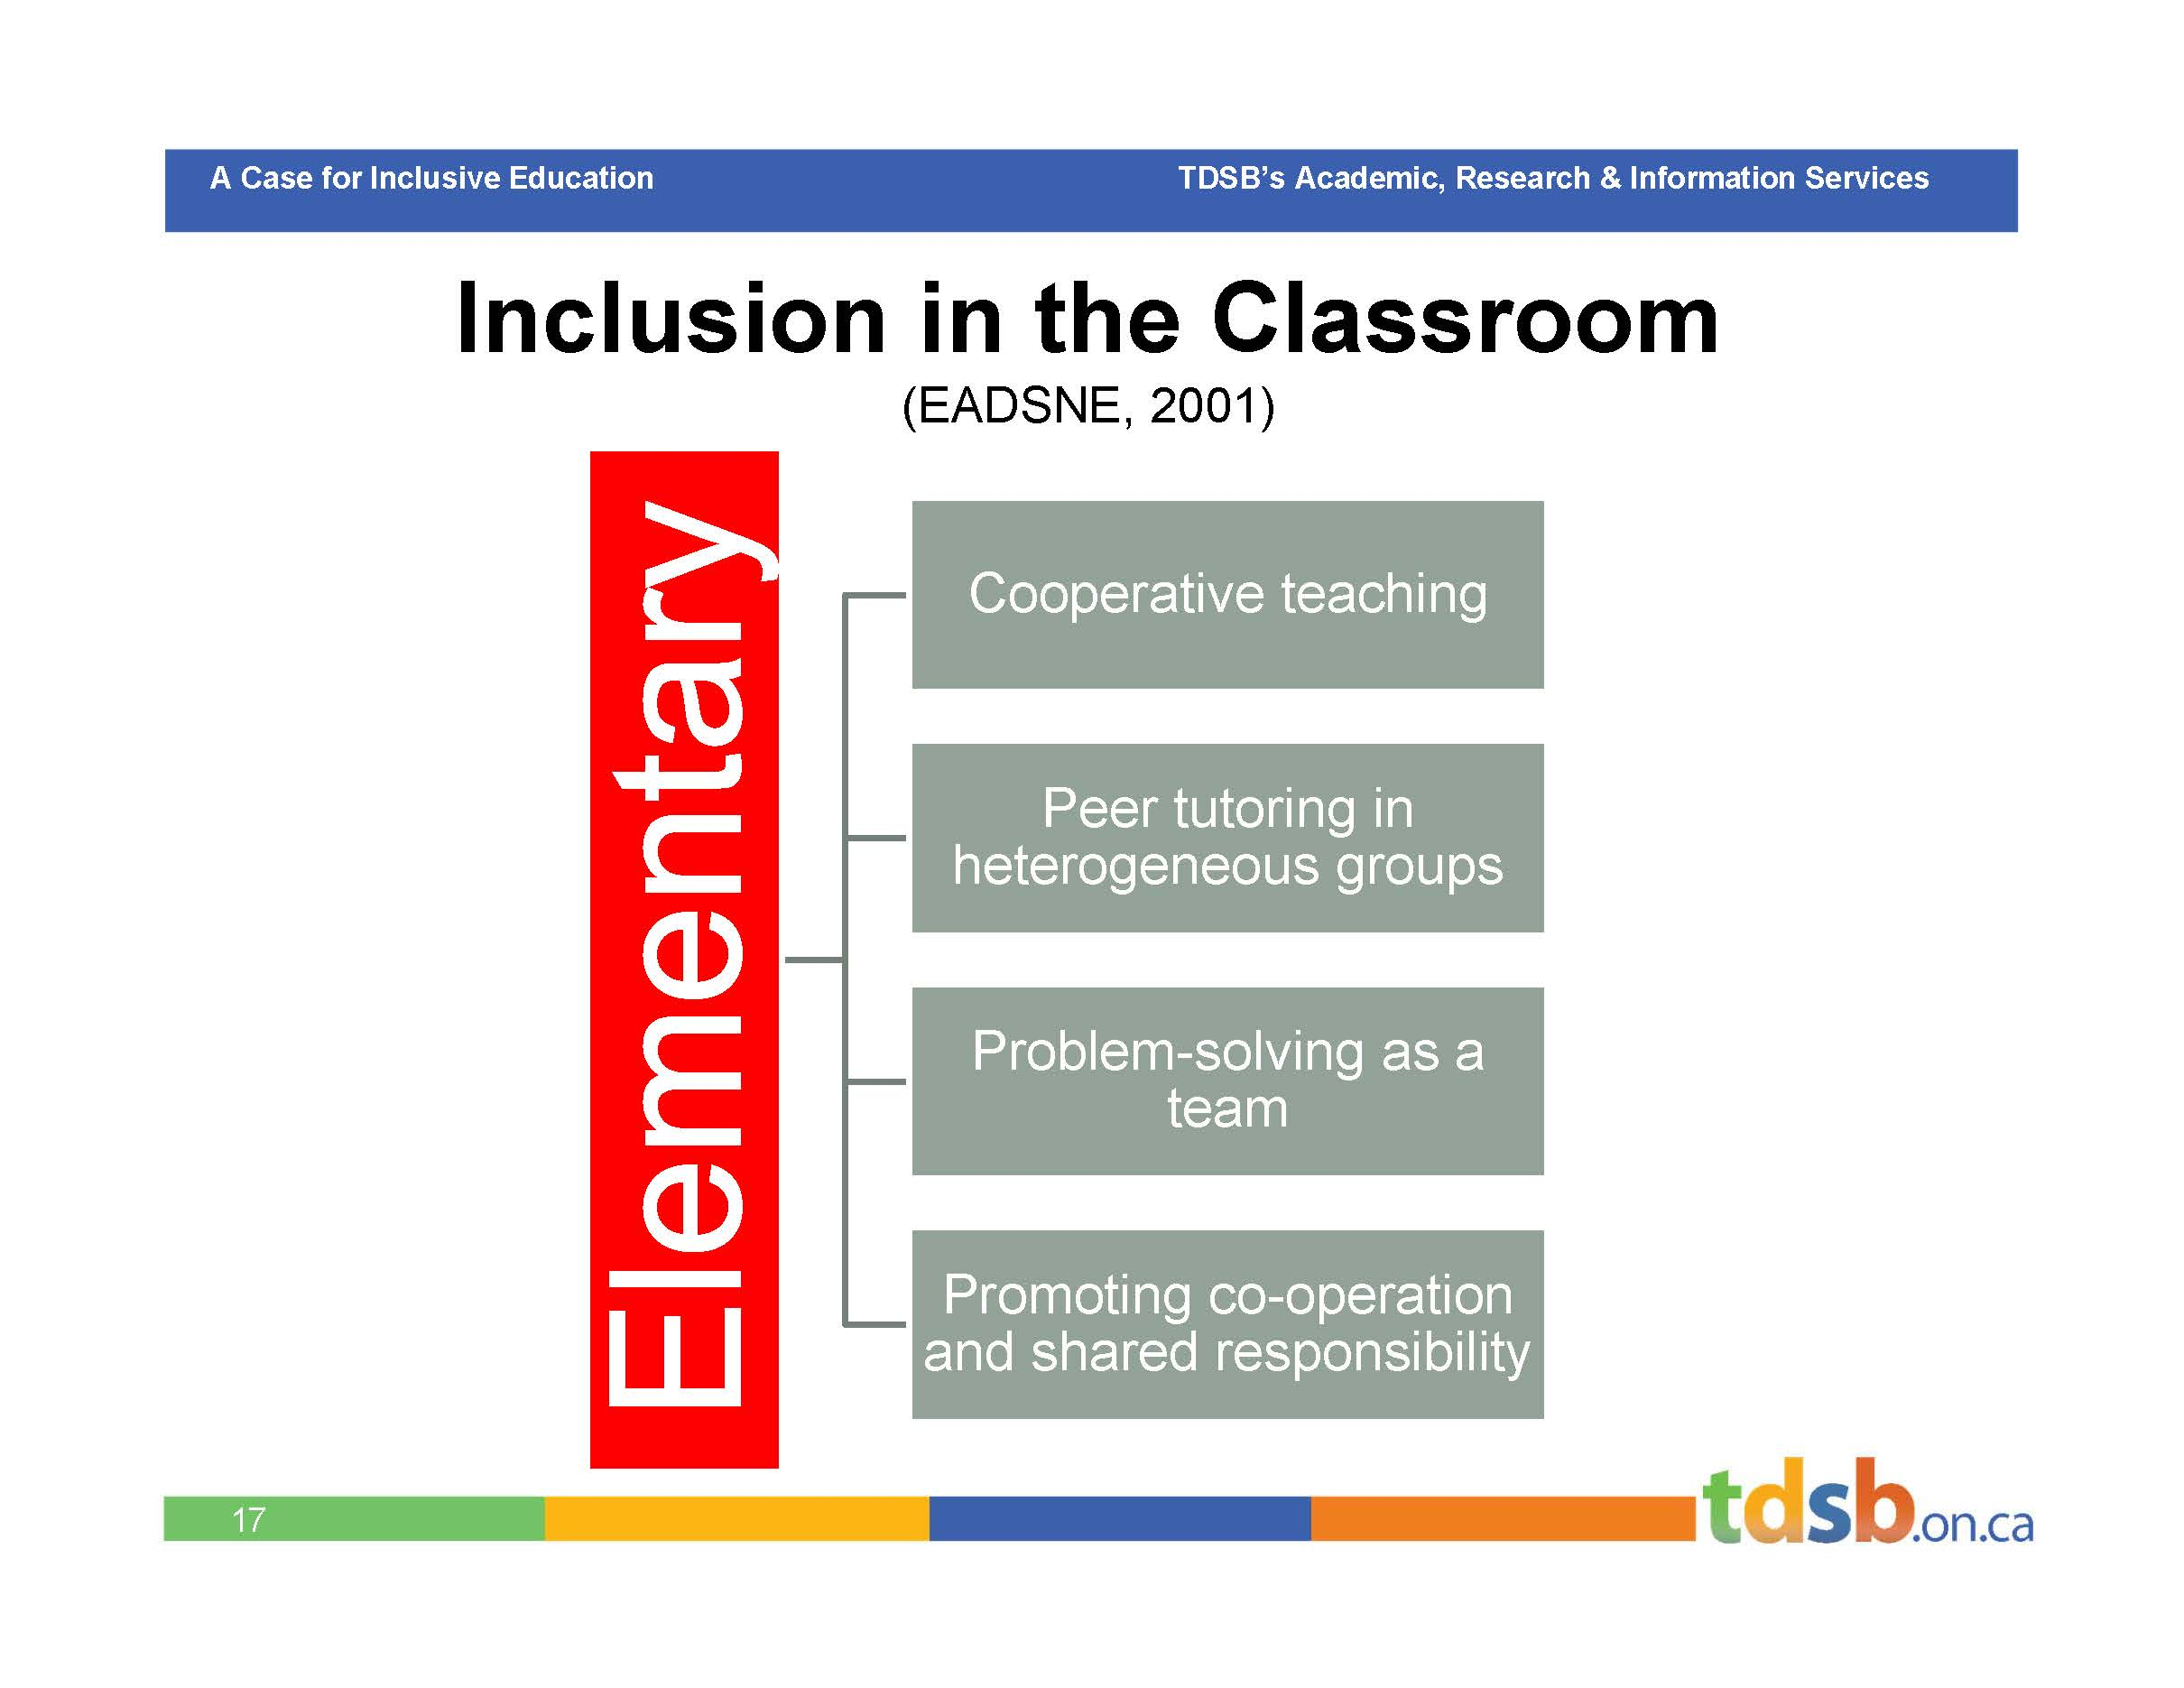 A Case for Inclusive Education
TDSB's Academic, Research & Information Services
Inclusion in the Classroom
(EADSNE, 2001)
Elementary
Cooperative teaching
Peer tutoring in
heterogeneous groups
Problem-solving as a
team
Promoting co-operation
and shared responsibility
17
tdsb.on.ca